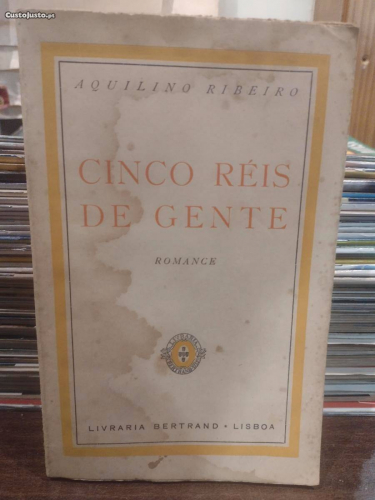 CustoJusto.pt
AQUILINO RIBEIRO
CINCO RÉIS
DE GENTE
ROMANCE
LIVRARIA BERTRAND • LISBOA